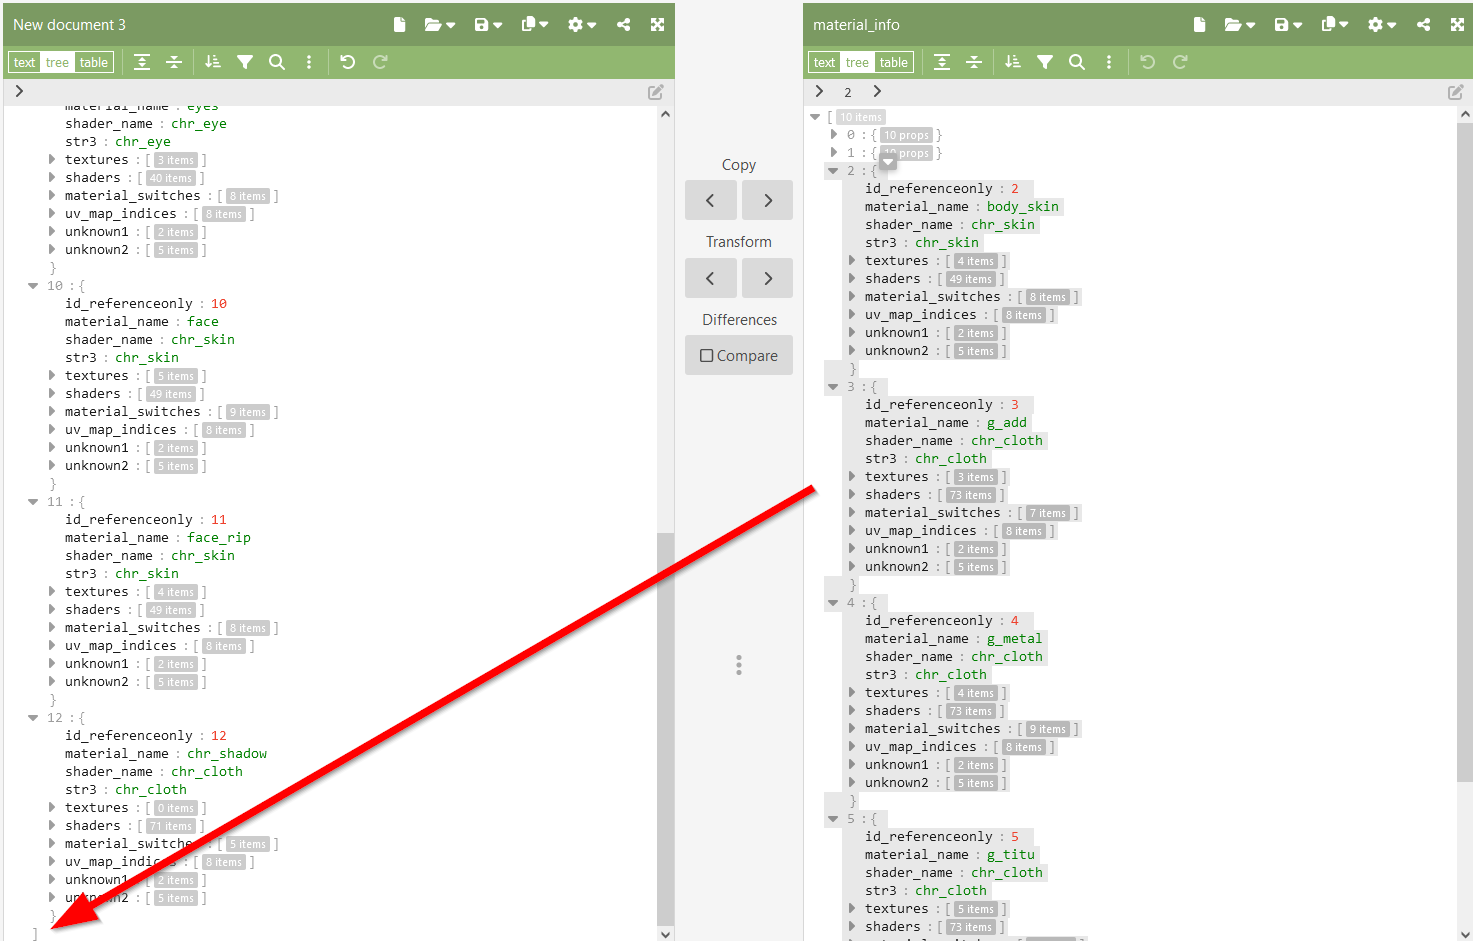 New document 3
text tree table
material_name : eyes
shader_name : chr_eye
str3 : chr_eye
textures : [ 3 items ]
shaders : [ 40 items ]
material_switches : [ 8 items ]
uv_map_indices : [ 8 items ]
unknown1 : [ 2 items ]
unknown2 : [ 5 items ]
}
10 : {
id_referenceonly : 10
material_name : face
shader_name : chr_skin
str3 : chr_skin
textures : [ 5 items ]
shaders : [ 49 items ]
material_switches : [ 9 items ]
uv_map_indices : [ 8 items ]
unknown1 : [ 2 items ]
unknown2 : [ 5 items ]
}
11 : {
id_referenceonly : 11
material_name : face_rip
shader_name : chr_skin
str3 : chr_skin
textures : [ 4 items ]
shaders : [ 49 items ]
material_switches : [ 8 items ]
uv_map_indices : [ 8 items ]
unknown1 : [ 2 items ]
unknown2 : [ 5 items ]
}
12 : {
id_referenceonly : 12
material_name : chr_shadow
shader_name : chr_cloth
str3 : chr_cloth
textures : [ 0 items ]
shaders : [ 71 items ]
material_switches : [ 5 items ]
uv_map_indices : [ 8 items ]
unknown1 : [ 2 items ]
unknown2 : [ 5 items ]
}
]
Copy
Transform
Differences
Compare
material_info
text tree table
2
[ 10 items
0 : { 10 props }
1 : { 10 props }
2 : {
id_referenceonly : 2
material_name : body_skin
shader_name : chr_skin
str3 : chr_skin
textures : [ 4 items ]
shaders : [ 49 items ]
material_switches : [ 8 items ]
uv_map_indices : [ 8 items ]
unknown1 : [ 2 items ]
unknown2 : [ 5 items ]
}
3 : {
id_referenceonly : 3
material_name : g_add
shader_name : chr_cloth
str3 : chr_cloth
textures : [ 3 items ]
shaders : [ 73 items ]
material_switches : [ 7 items ]
uv_map_indices : [ 8 items ]
unknown1 : [ 2 items ]
unknown2 : [ 5 items ]
}
4 : {
id_referenceonly : 4
material_name : g_metal
shader_name : chr_cloth
str3 : chr_cloth
textures : [ 4 items ]
shaders : [ 73 items ]
material_switches : [ 9 items ]
uv_map_indices : [ 8 items ]
unknown1 : [ 2 items ]
unknown2 : [ 5 items ]
}
5 : {
id_referenceonly : 5
material_name : g_titu
shader_name : chr_cloth
str3 : chr_cloth
textures : [ 5 items ]
shaders : [ 73 items ]